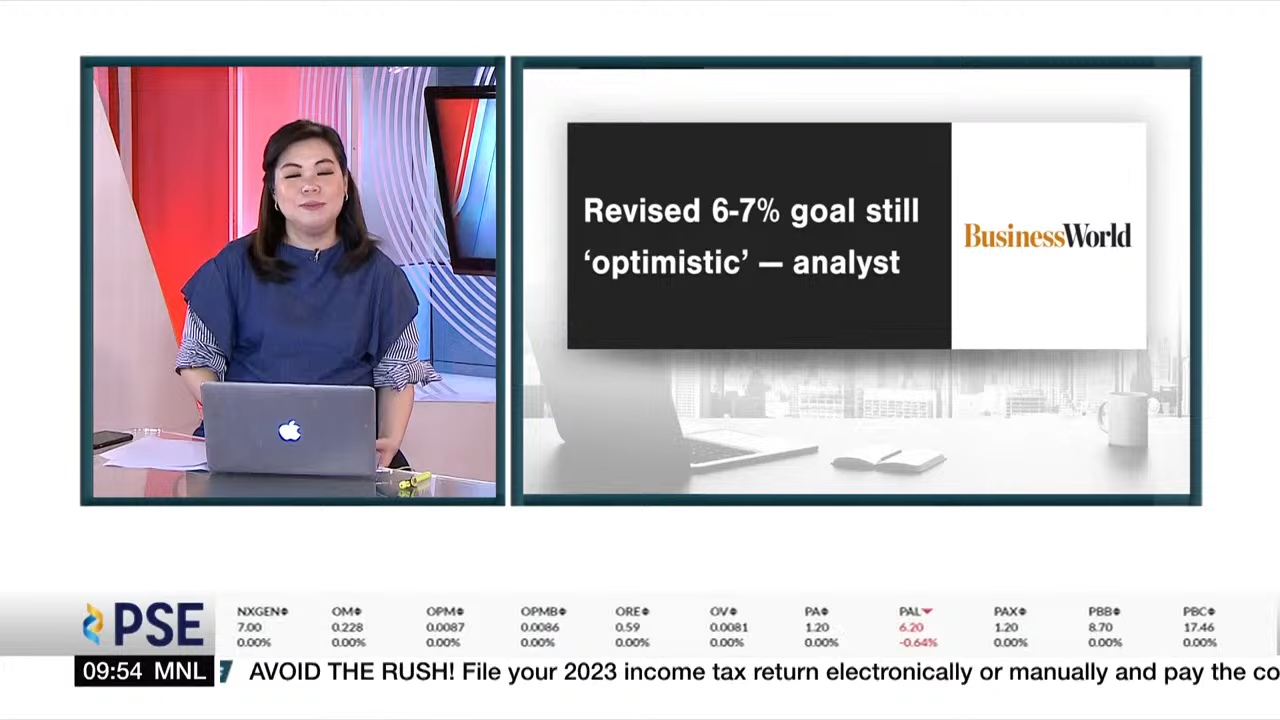 Revised 6-7% goal still
‘optimistic’ — analyst
BusinessWorld
PSE
NXGEN OM OPM OPMB ORE OV PA PAL PAX PBB PBC
7.00 0.228 0.0087 0.0086 0.59 0.0081 1.20 6.20 1.20 8.70 17.46
0.00% 0.00% 0.00% 0.00% 0.00% 0.00% 0.00% -0.64% 0.00% 0.00% 0.00%
09:54 MNL
AVOID THE RUSH! File your 2023 income tax return electronically or manually and pay the